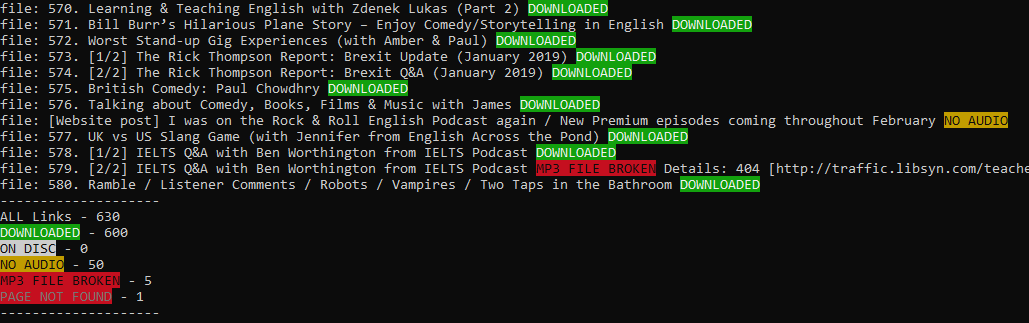 file: 570. Learning & Teaching English with Zdenek Lukas (Part 2) DOWNLOADED
file: 571. Bill Burr’s Hilarious Plane Story – Enjoy Comedy/Storytelling in English DOWNLOADED
file: 572. Worst Stand-up Gig Experiences (with Amber & Paul) DOWNLOADED
file: 573. [1/2] The Rick Thompson Report: Brexit Update (January 2019) DOWNLOADED
file: 574. [2/2] The Rick Thompson Report: Brexit Q&A (January 2019) DOWNLOADED
file: 575. British Comedy: Paul Chowdhry DOWNLOADED
file: 576. Talking about Comedy, Books, Films & Music with James DOWNLOADED
file: [Website post] I was on the Rock & Roll English Podcast again / New Premium episodes coming throughout February NO AUDIO
file: 577. UK vs US Slang Game (with Jennifer from English Across the Pond) DOWNLOADED
file: 578. [1/2] IELTS Q&A with Ben Worthington from IELTS Podcast DOWNLOADED
file: 579. [2/2] IELTS Q&A with Ben Worthington from IELTS Podcast MP3 FILE BROKEN Details: 404 [http://traffic.libsyn.com/teache
file: 580. Ramble / Listener Comments / Robots / Vampires / Two Taps in the Bathroom DOWNLOADED
--------------------
ALL Links - 630
DOWNLOADED - 600
ON DISC - 0
NO AUDIO - 50
MP3 FILE BROKEN - 5
PAGE NOT FOUND - 1
--------------------